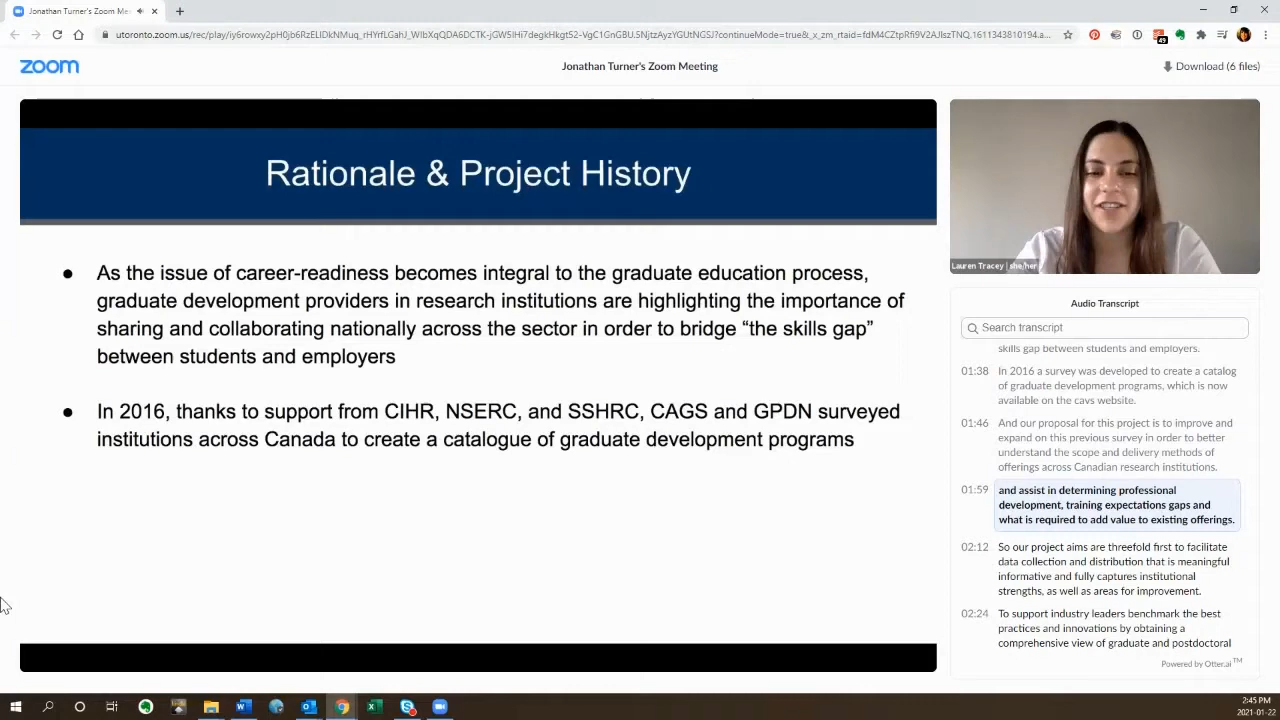 Jonathan Turner's Zoom Mee
utoronto.zoom.us/rec/play/
zoom
Jonathan Turner's Zoom Meeting
Download (6 files)
Rationale & Project History
● As the issue of career-readiness becomes integral to the graduate education process,
graduate development providers in research institutions are highlighting the importance of
sharing and collaborating nationally across the sector in order to bridge “the skills gap”
between students and employers
● In 2016, thanks to support from CIHR, NSERC, and SSHRC, CAGS and GPDN surveyed
institutions across Canada to create a catalogue of graduate development programs
Lauren Tracey | she/her
Audio Transcript
Search transcript
skills gap between students and employers.
01:38 In 2016 a survey was developed to create a catalog
of graduate development programs, which is now
available on the cavs website.
01:46 And our proposal for this project is to improve and
expand on this previous survey in order to better
understand the scope and delivery methods of
offerings across Canadian research institutions.
01:59 and assist in determining professional
development, training expectations gaps and
what is required to add value to existing offerings.
02:12 So our project aims are threefold first to facilitate
data collection and distribution that is meaningful
informative and fully captures institutional
strengths, as well as areas for improvement.
02:24 To support industry leaders benchmark the best
practices and innovations by obtaining a
comprehensive view of graduate and postdoctoral
Powered by Otter.ai™
2:45 PM
2021-01-22